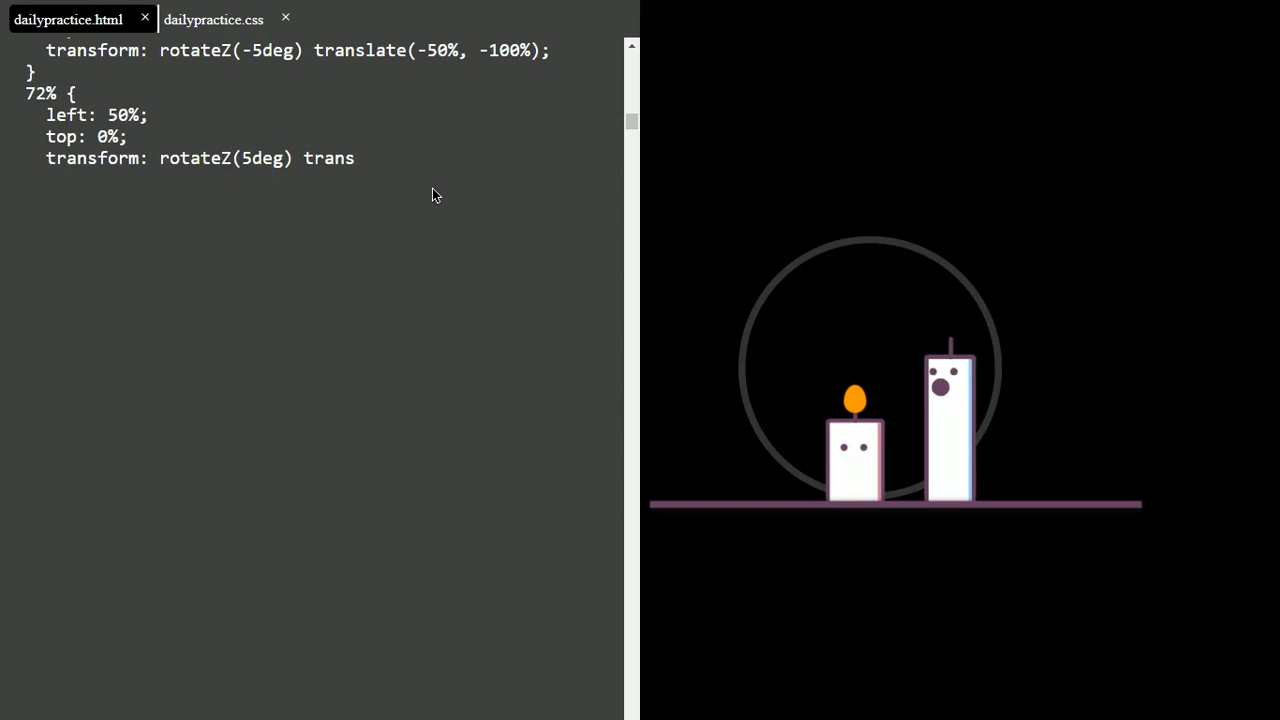 dailypractice.html × dailypractice.css ×
transform: rotateZ(-5deg) translate(-50%, -100%);
}
72% {
left: 50%;
top: 0%;
transform: rotateZ(5deg) trans